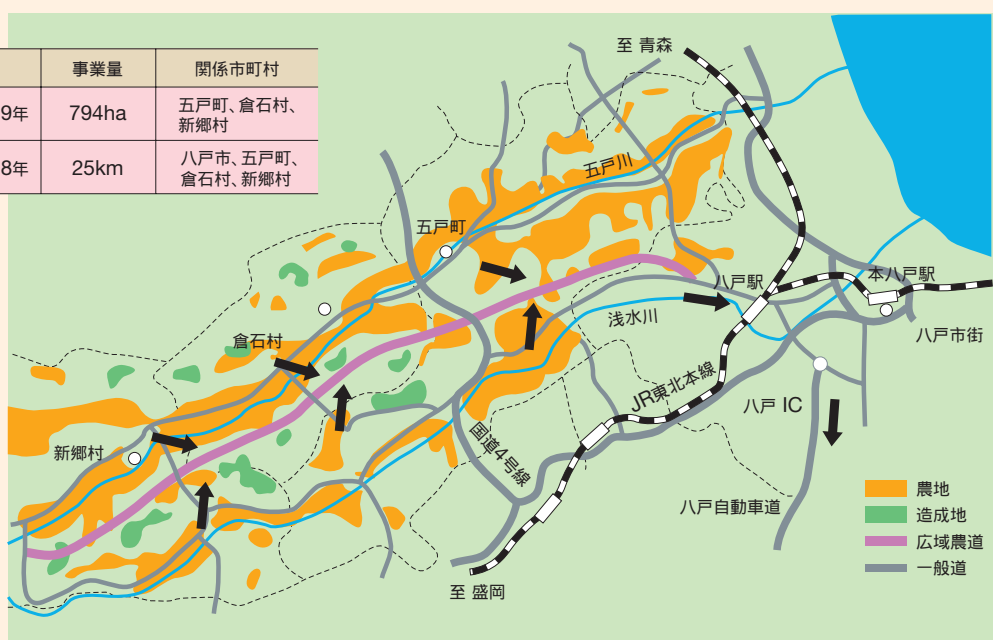 事業量 関係市町村
9年 794ha 五戸町、倉石村、
新郷村
8年 25km 八戸市、五戸町、
倉石村、新郷村
至 青森
五戸川
五戸町
八戸駅
本八戸駅
浅水川
八戸市街
倉石村
JR東北本線
八戸 IC
新郷村
国道4号線
八戸自動車道
至 盛岡
農地
造成地
広域農道
一般道